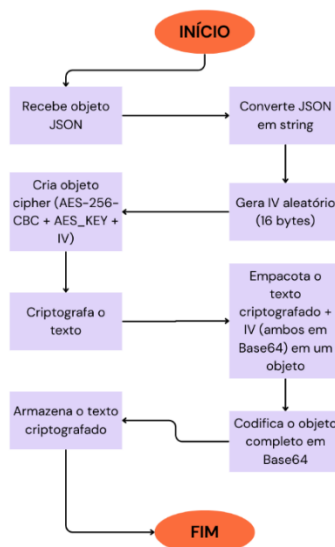 INÍCIO
Recebe objeto
JSON
Converte JSON
em string
Gera IV aleatório
(16 bytes)
Cria objeto
cipher (AES-256-
CBC + AES_KEY +
IV)
Criptografa o
texto
Empacota o
texto
criptografado +
IV (ambos em
Base64) em um
objeto
Codifica o objeto
completo em
Base64
Armazena o texto
criptografado
FIM